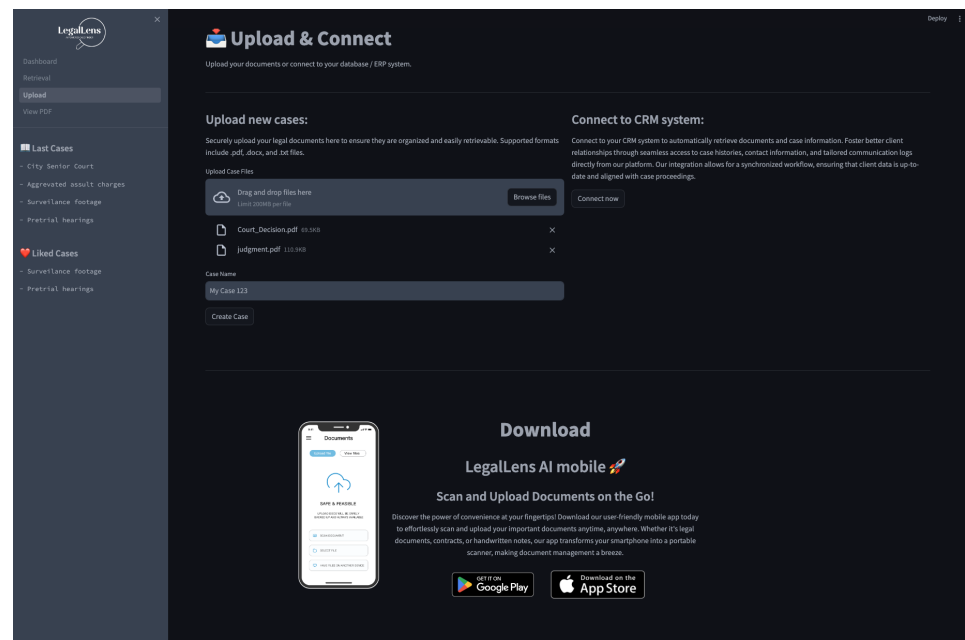 LegalLens
Dashboard
Retrieval
Upload
View PDF
Last Cases
- City Senior Court
- Aggrevated assult charges
- Surveilance footage
- Pretrial hearings
Liked Cases
- Surveilance footage
- Pretrial hearings
Deploy
Upload & Connect
Upload your documents or connect to your database / ERP system.
Upload new cases:
Securely upload your legal documents here to ensure they are organized and easily retrievable. Supported formats
include .pdf, .docx, and .txt files.
Upload Case Files
Drag and drop files here
Limit 200MB per file
Browse files
Court_Decision.pdf 69.5KB
judgment.pdf 110.9KB
Case Name
My Case 123
Create Case
Connect to CRM system:
Connect to your CRM system to automatically retrieve documents and case information. Foster better client
relationships through seamless access to case histories, contact information, and tailored communication logs
directly from our platform. Our integration allows for a synchronized workflow, ensuring that client data is up-to-
date and aligned with case proceedings.
Connect now
Documents
View files
SAFE & FEASIBLE
SCAN DOCUMENT
Download
LegalLens AI mobile
Scan and Upload Documents on the Go!
Discover the power of convenience at your fingertips! Download our user-friendly mobile app today
to effortlessly scan and upload your important documents anytime, anywhere. Whether it's legal
documents, contracts, or handwritten notes, our app transforms your smartphone into a portable
scanner, making document management a breeze.
GET IT ON
Google Play
Download on the
App Store